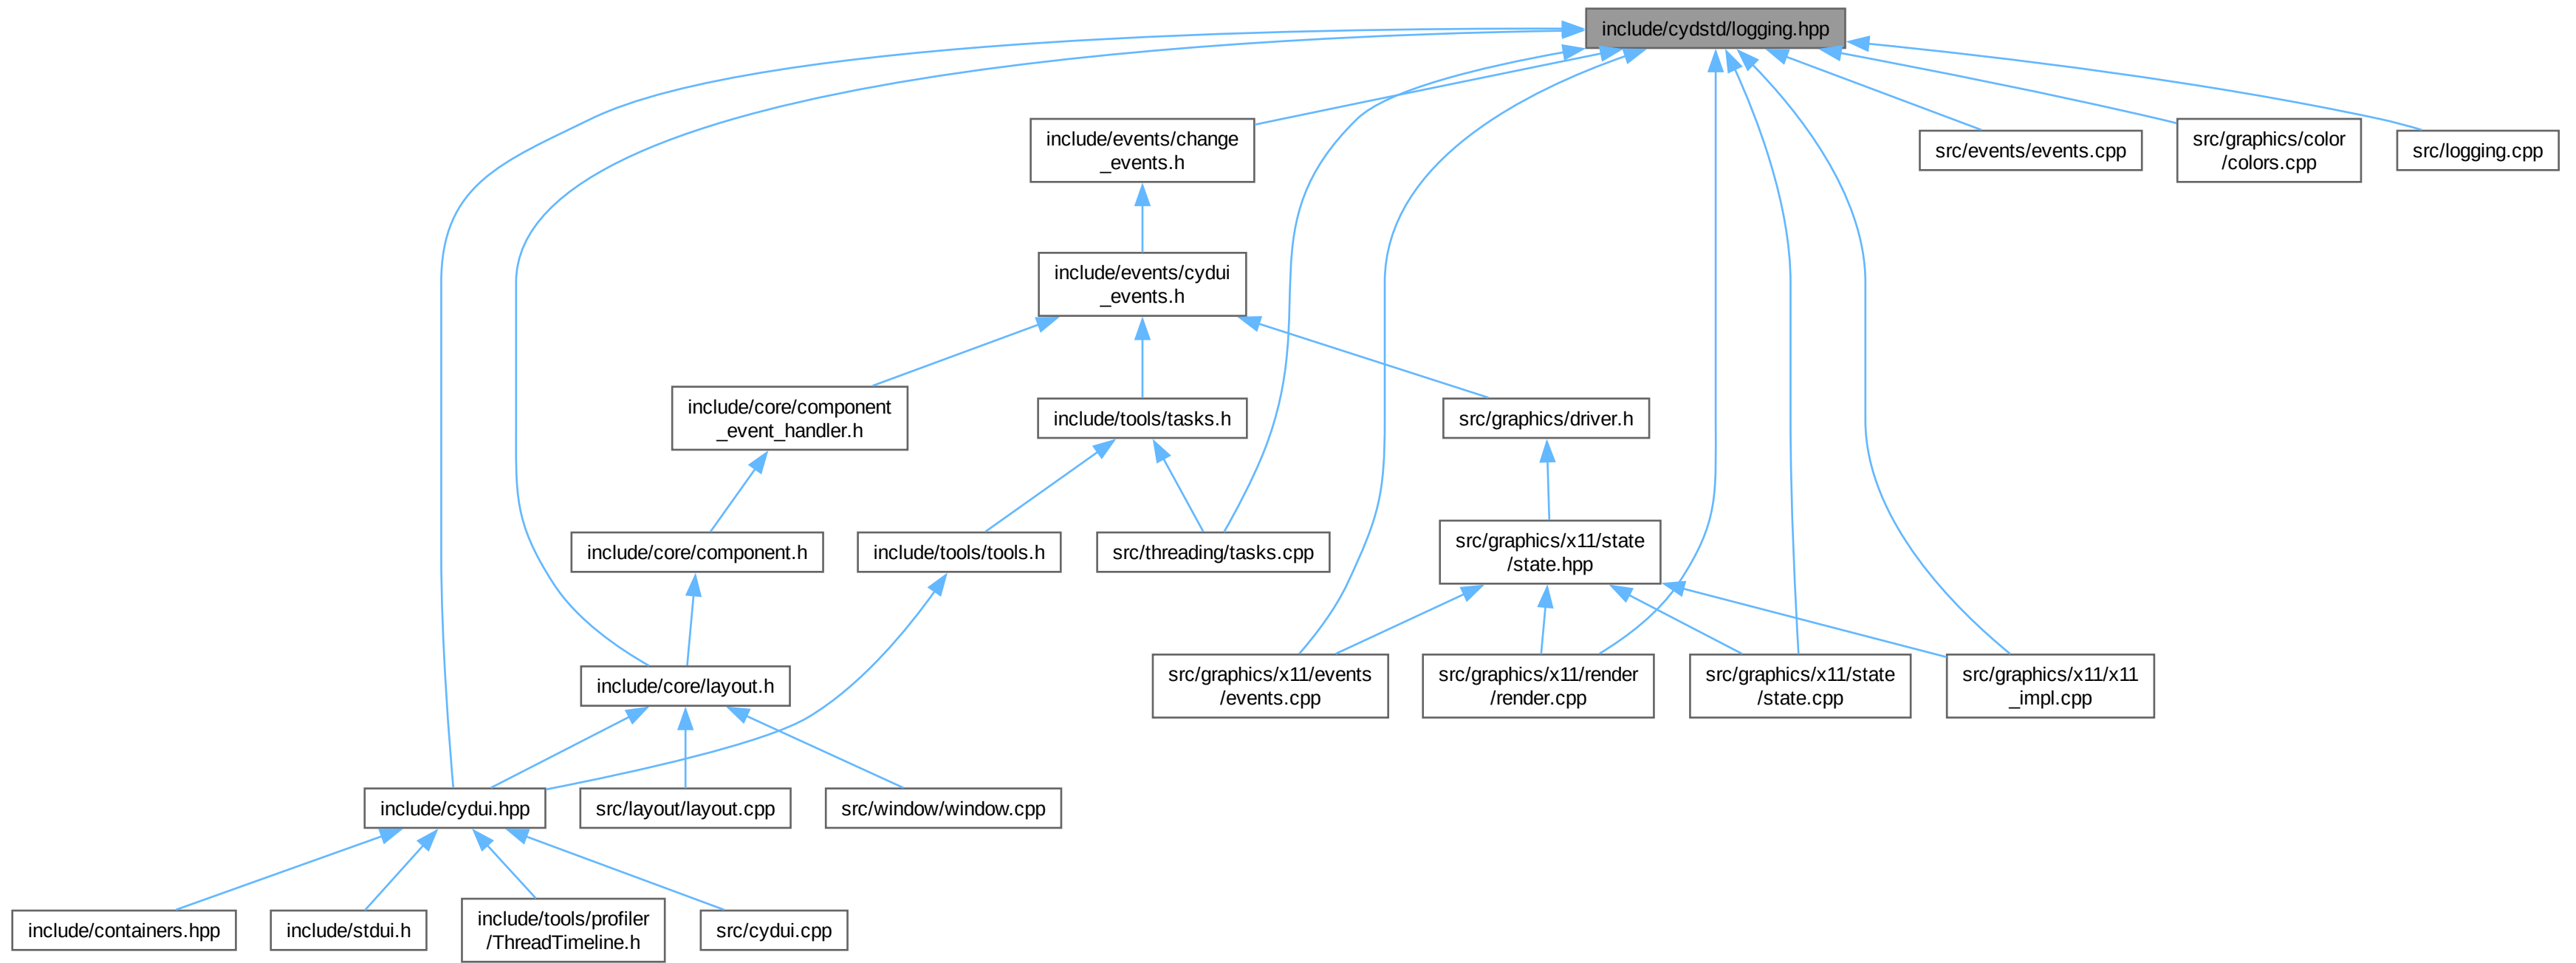 include/cydstd/logging.hpp
include/events/change
_events.h
src/events/events.cpp
src/graphics/color
/colors.cpp
src/logging.cpp
include/events/cydui
_events.h
include/core/component
_event_handler.h
include/tools/tasks.h
src/graphics/driver.h
include/core/component.h
include/tools/tools.h
src/threading/tasks.cpp
src/graphics/x11/state
/state.hpp
include/core/layout.h
src/graphics/x11/events
/events.cpp
src/graphics/x11/render
/render.cpp
src/graphics/x11/state
/state.cpp
src/graphics/x11/x11
_impl.cpp
include/cydui.hpp
src/layout/layout.cpp
src/window/window.cpp
include/containers.hpp
include/stdui.h
include/tools/profiler
/ThreadTimeline.h
src/cydui.cpp